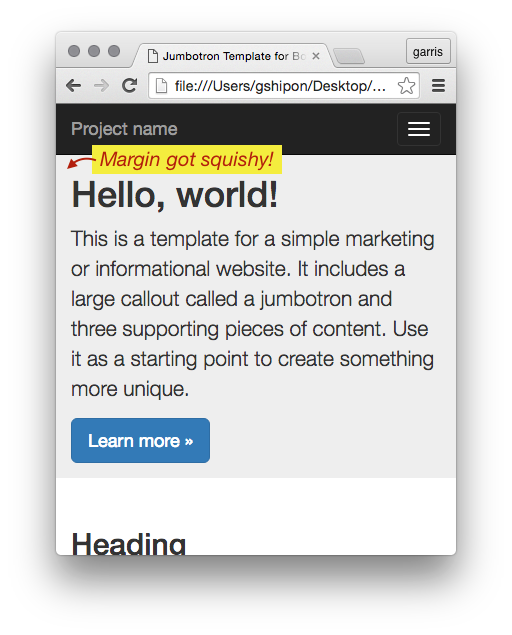 Jumbotron Template for Bo
garris
file:///Users/gshipon/Desktop/...
Project name
Margin got squishy!
Hello, world!
This is a template for a simple marketing
or informational website. It includes a
large callout called a jumbotron and
three supporting pieces of content. Use
it as a starting point to create something
more unique.
Learn more »
Heading